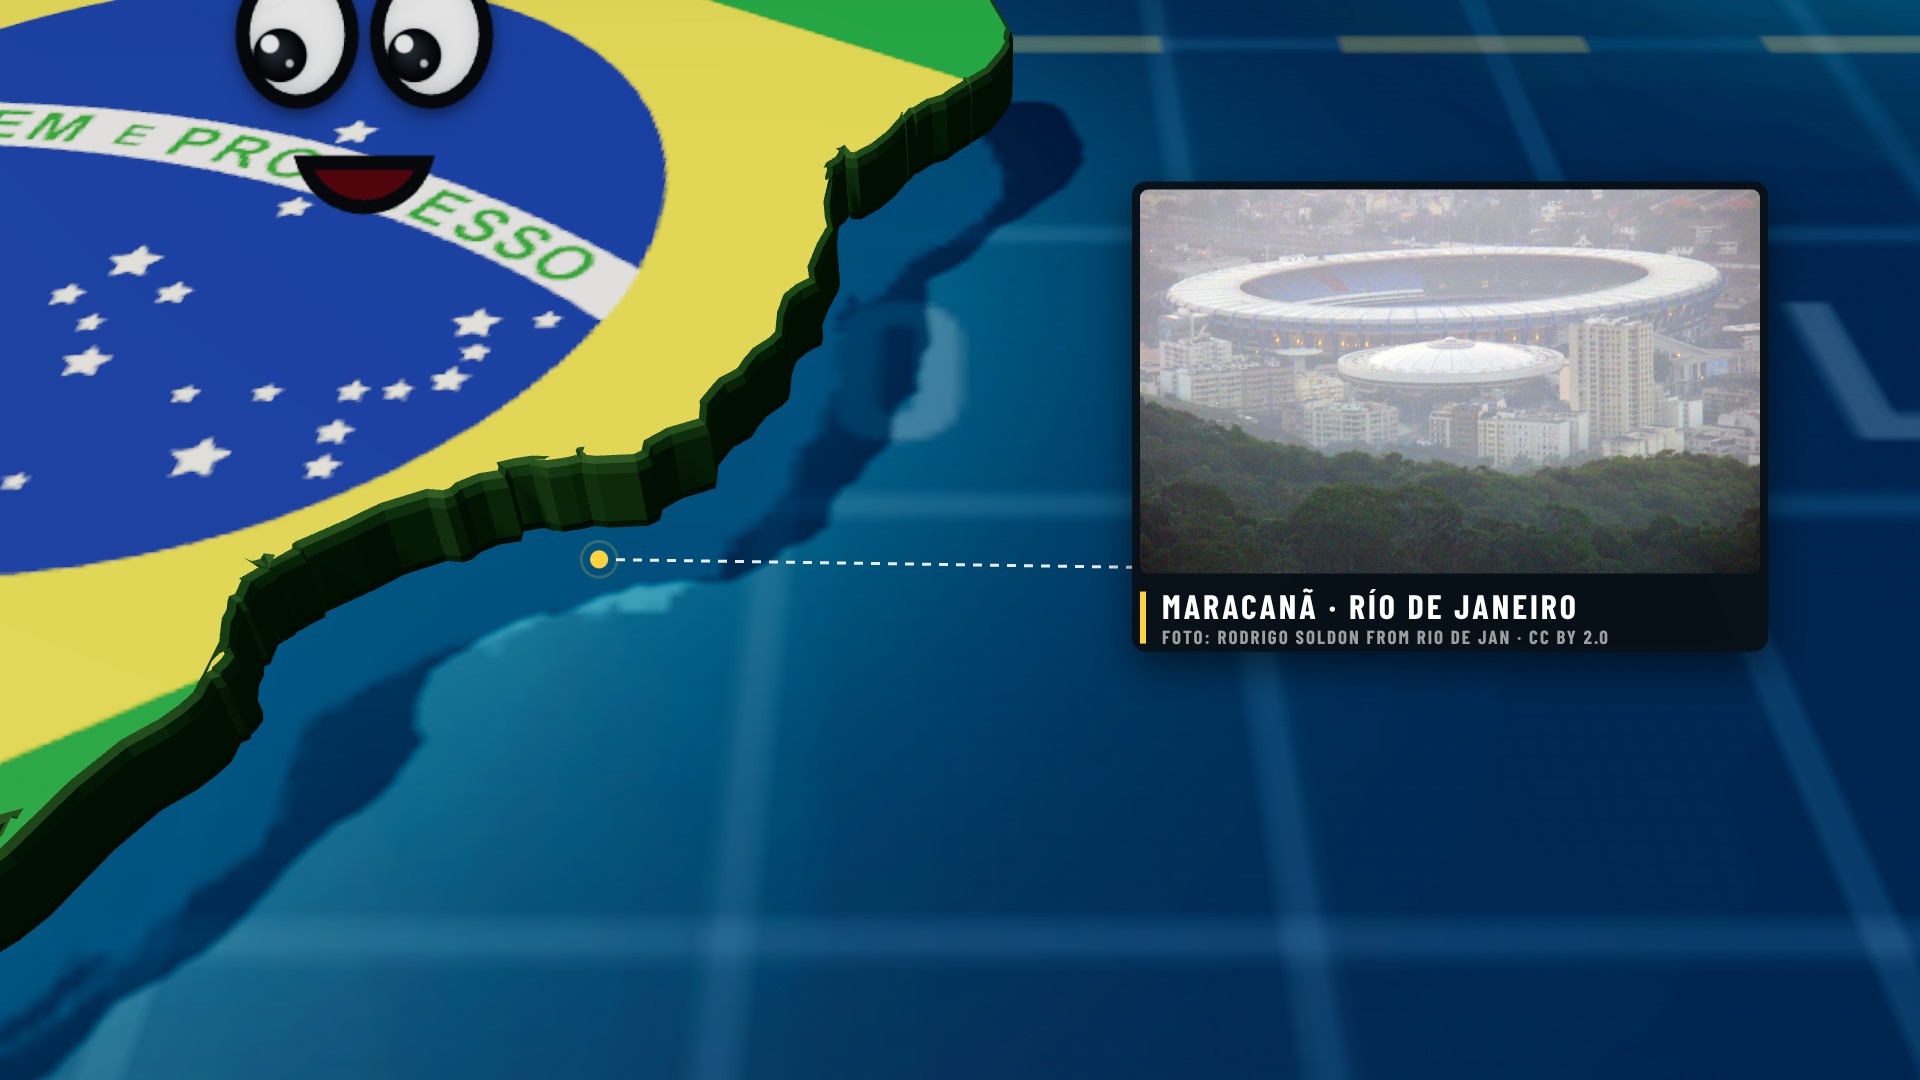 EM E PRO ESSO
MARACANÃ · RÍO DE JANEIRO
FOTO: RODRIGO SOLDON FROM RIO DE JAN · CC BY 2.0